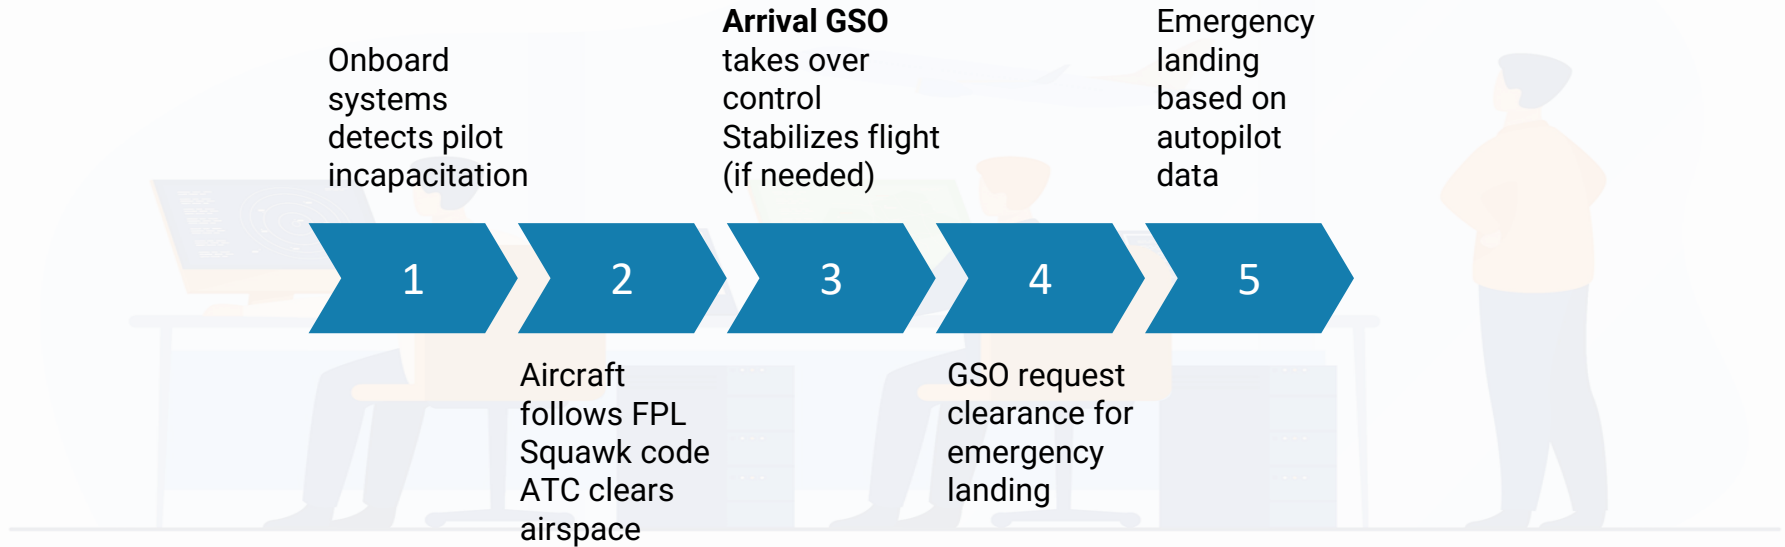 Onboard
systems
detects pilot
incapacitation
Arrival GSO
takes over
control
Stabilizes flight
(if needed)
Emergency
landing
based on
autopilot
data
1
2
3
4
5
Aircraft
follows FPL
Squawk code
ATC clears
airspace
GSO request
clearance for
emergency
landing